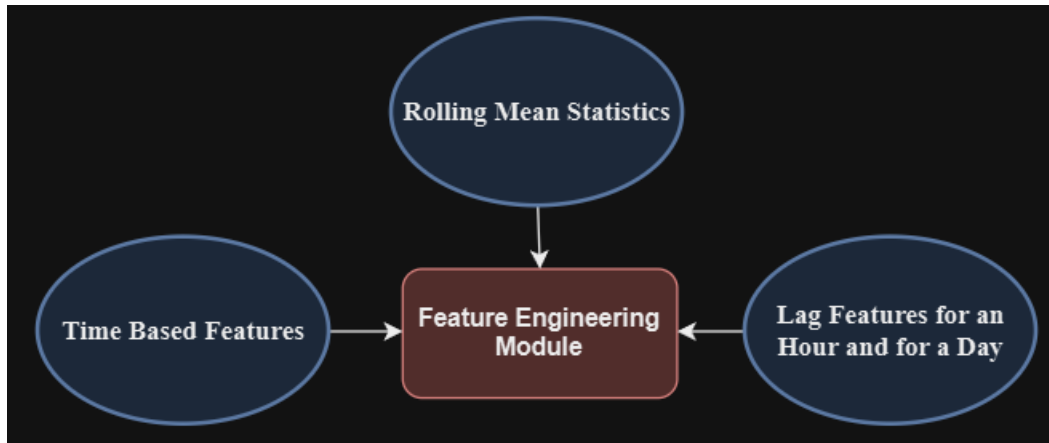 Rolling Mean Statistics
Time Based Features
Feature Engineering
Module
Lag Features for an
Hour and for a Day